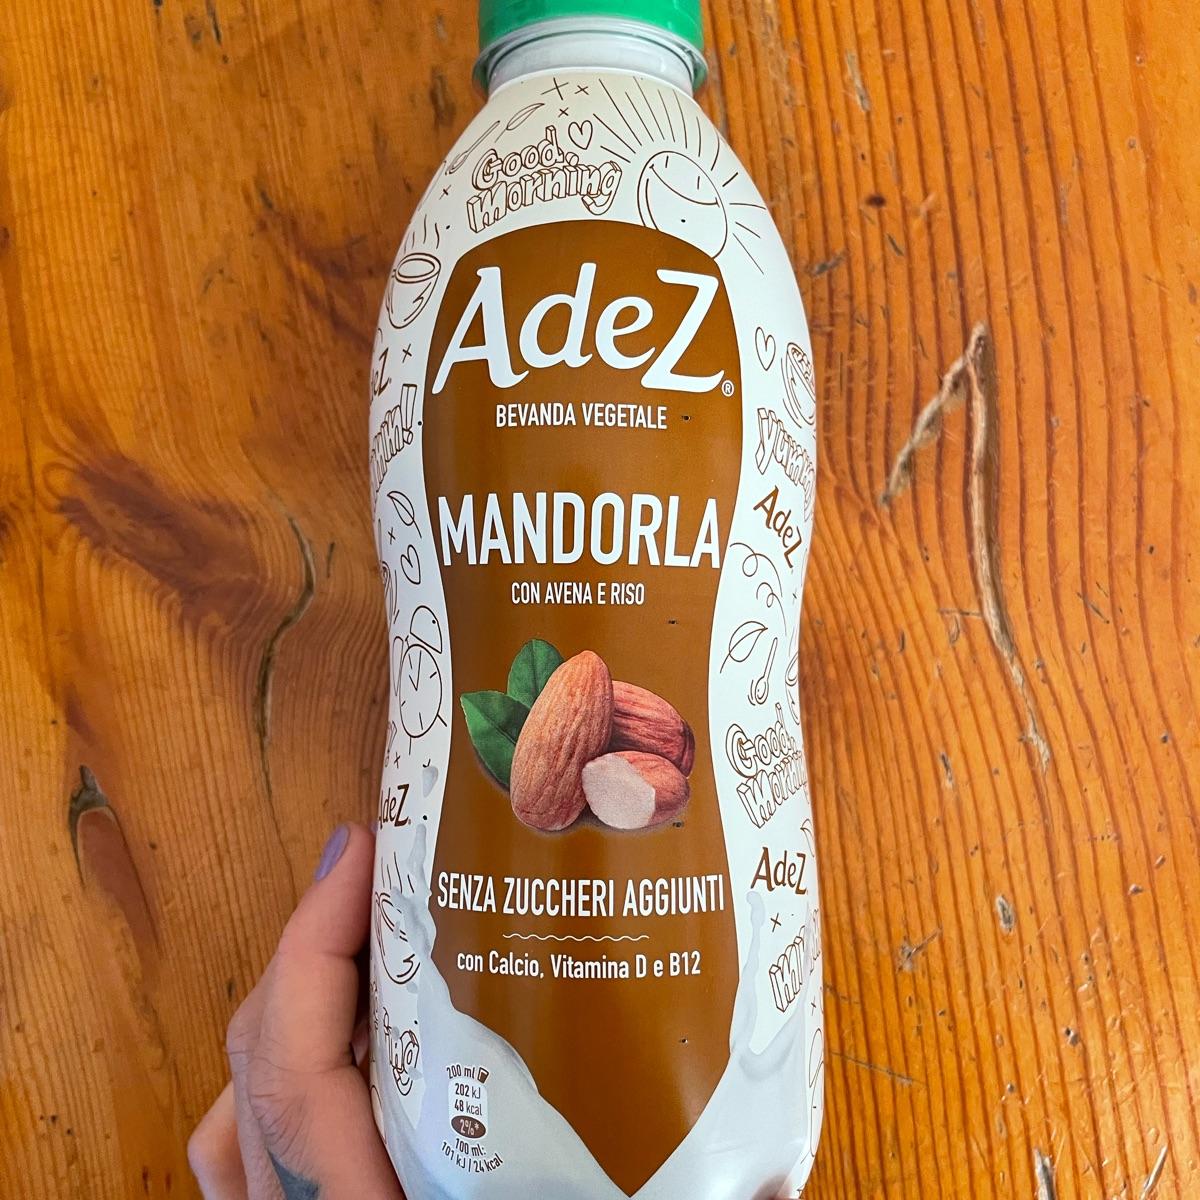 Good
Morning
AdeZ®
BEVANDA VEGETALE
MANDORLA
CON AVENA E RISO
SENZA ZUCCHERI AGGIUNTI
con Calcio, Vitamina D e B12
200 ml
202 kJ
48 kcal
2%*
100 ml:
101 kJ | 24 kcal
AdeZ
AdeZ
Good
Morning
AdeZ